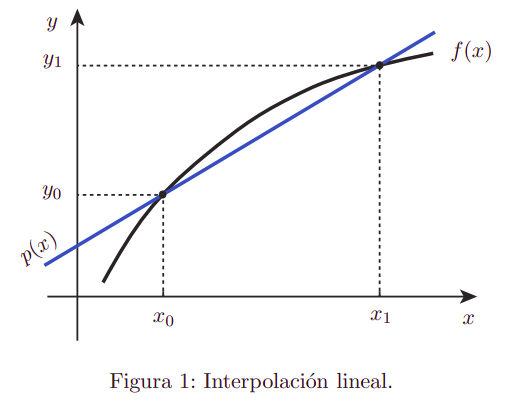 y
y₁
f(x)
y₀
p(x)
x₀
x₁
x
Figura 1: Interpolación lineal.